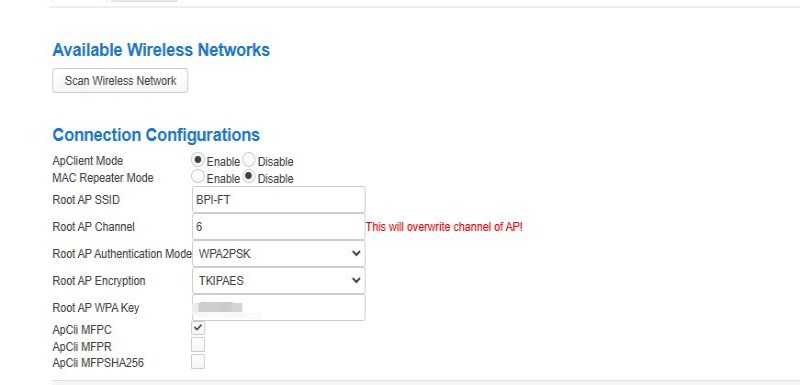 Available Wireless Networks
Scan Wireless Network
Connection Configurations
ApClient Mode Enable Disable
MAC Repeater Mode Enable Disable
Root AP SSID BPI-FT
Root AP Channel 6 This will overwrite channel of AP!
Root AP Authentication Mode WPA2PSK
Root AP Encryption TKIPAES
Root AP WPA Key
ApCli MFPC
ApCli MFPR
ApCli MFPSHA256